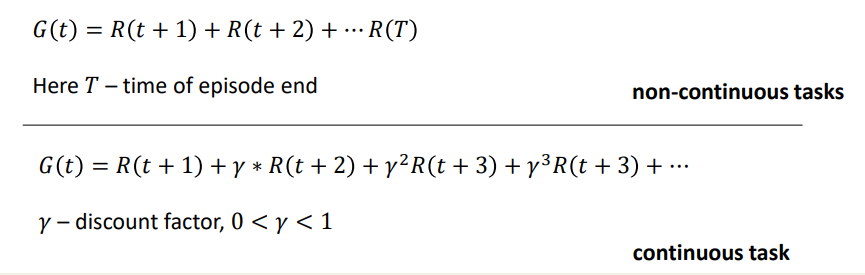 G(t) = R(t + 1) + R(t + 2) + ⋯ R(T)
Here T – time of episode end
non-continuous tasks
G(t) = R(t + 1) + γ ∗ R(t + 2) + γ²R(t + 3) + γ³R(t + 3) + ⋯
γ – discount factor, 0 < γ < 1
continuous task